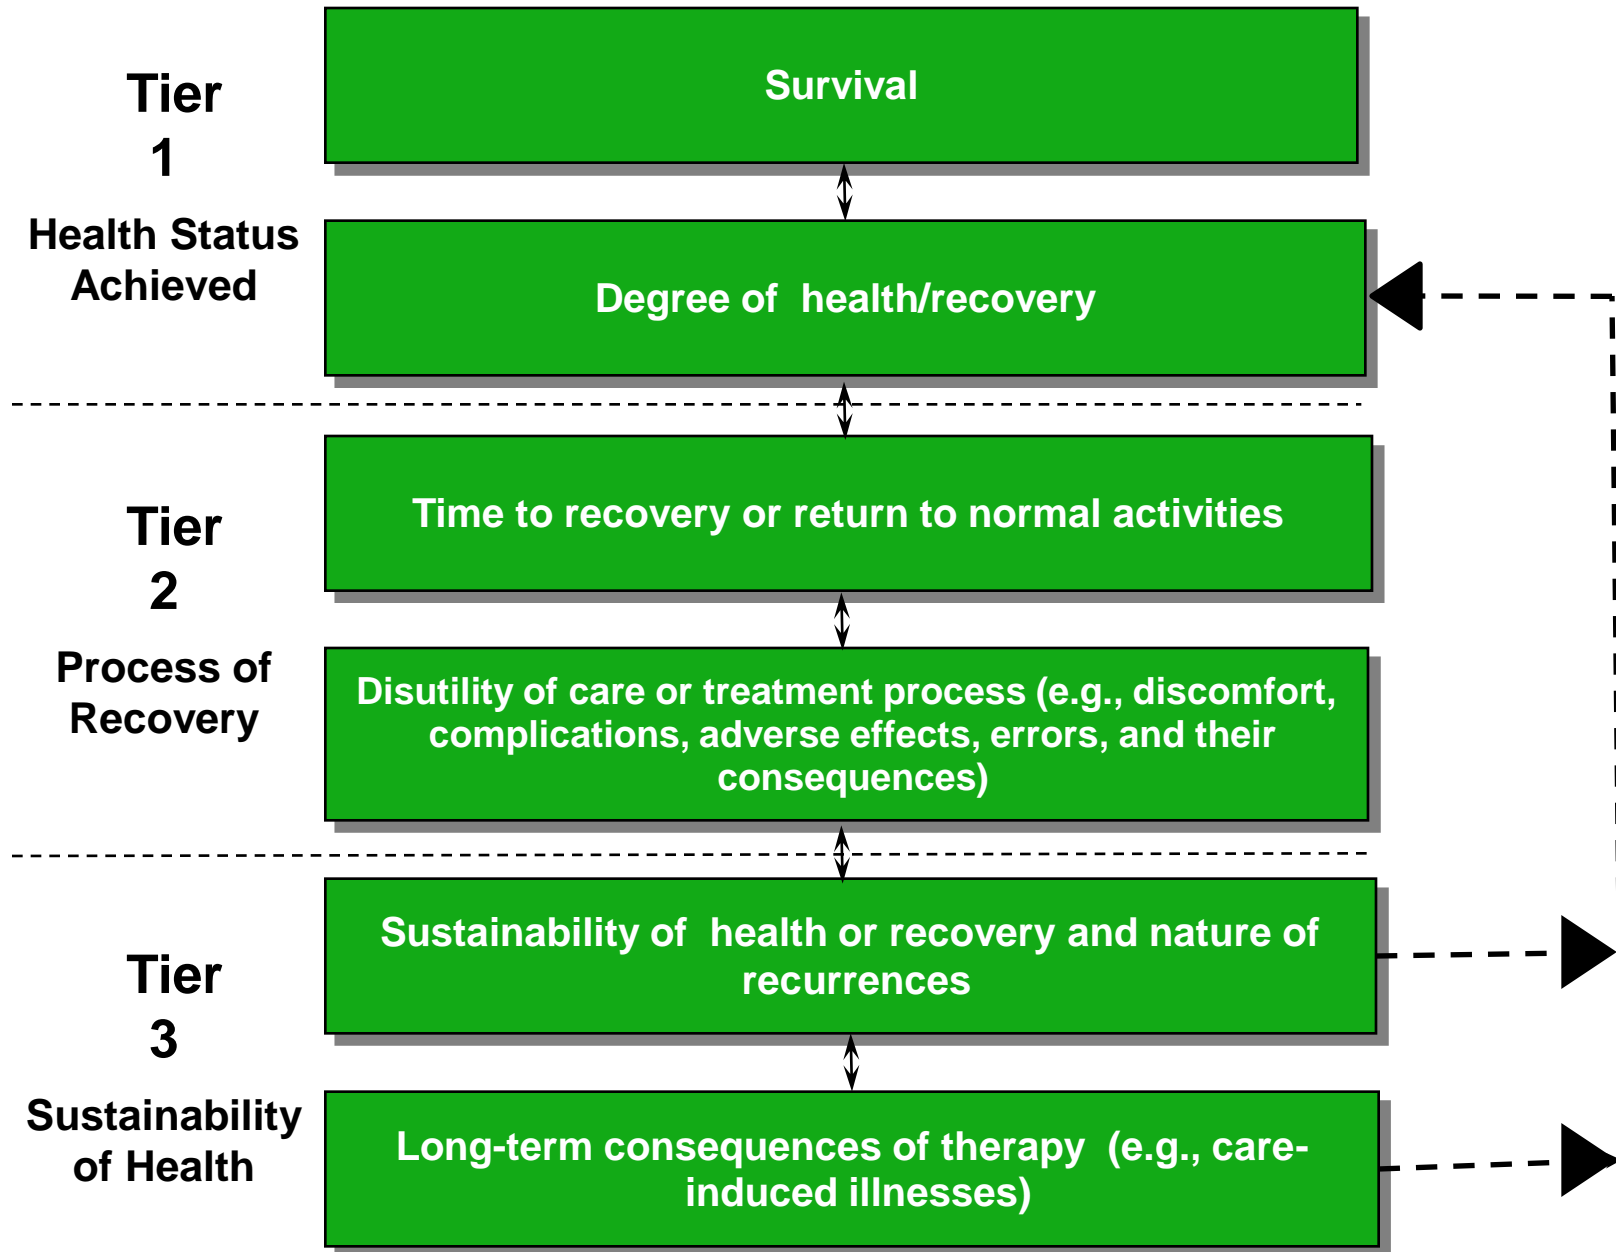 Tier
1
Health Status
Achieved
Survival
Degree of  health/recovery
Tier
2
Process of
Recovery
Time to recovery or return to normal activities
Disutility of care or treatment process (e.g., discomfort,
complications, adverse effects, errors, and their
consequences)
Tier
3
Sustainability
of Health
Sustainability of  health or recovery and nature of
recurrences
Long-term consequences of therapy  (e.g., care-
induced illnesses)